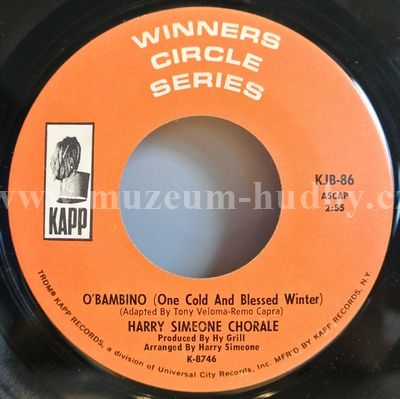 WINNERS
CIRCLE
SERIES
KAPP
KJB-86
ASCAP
2:55
www.muzeum-hudby.cz
O'BAMBINO (One Cold And Blessed Winter)
(Adapted By Tony Veloma-Remo Capra)
HARRY SIMEONE CHORALE
Produced By Hy Grill
Arranged By Harry Simeone
K-8746
TRDM® KAPP RECORDS, a division of Universal City Records, Inc. MF'D BY KAPP RECORDS, N.Y.